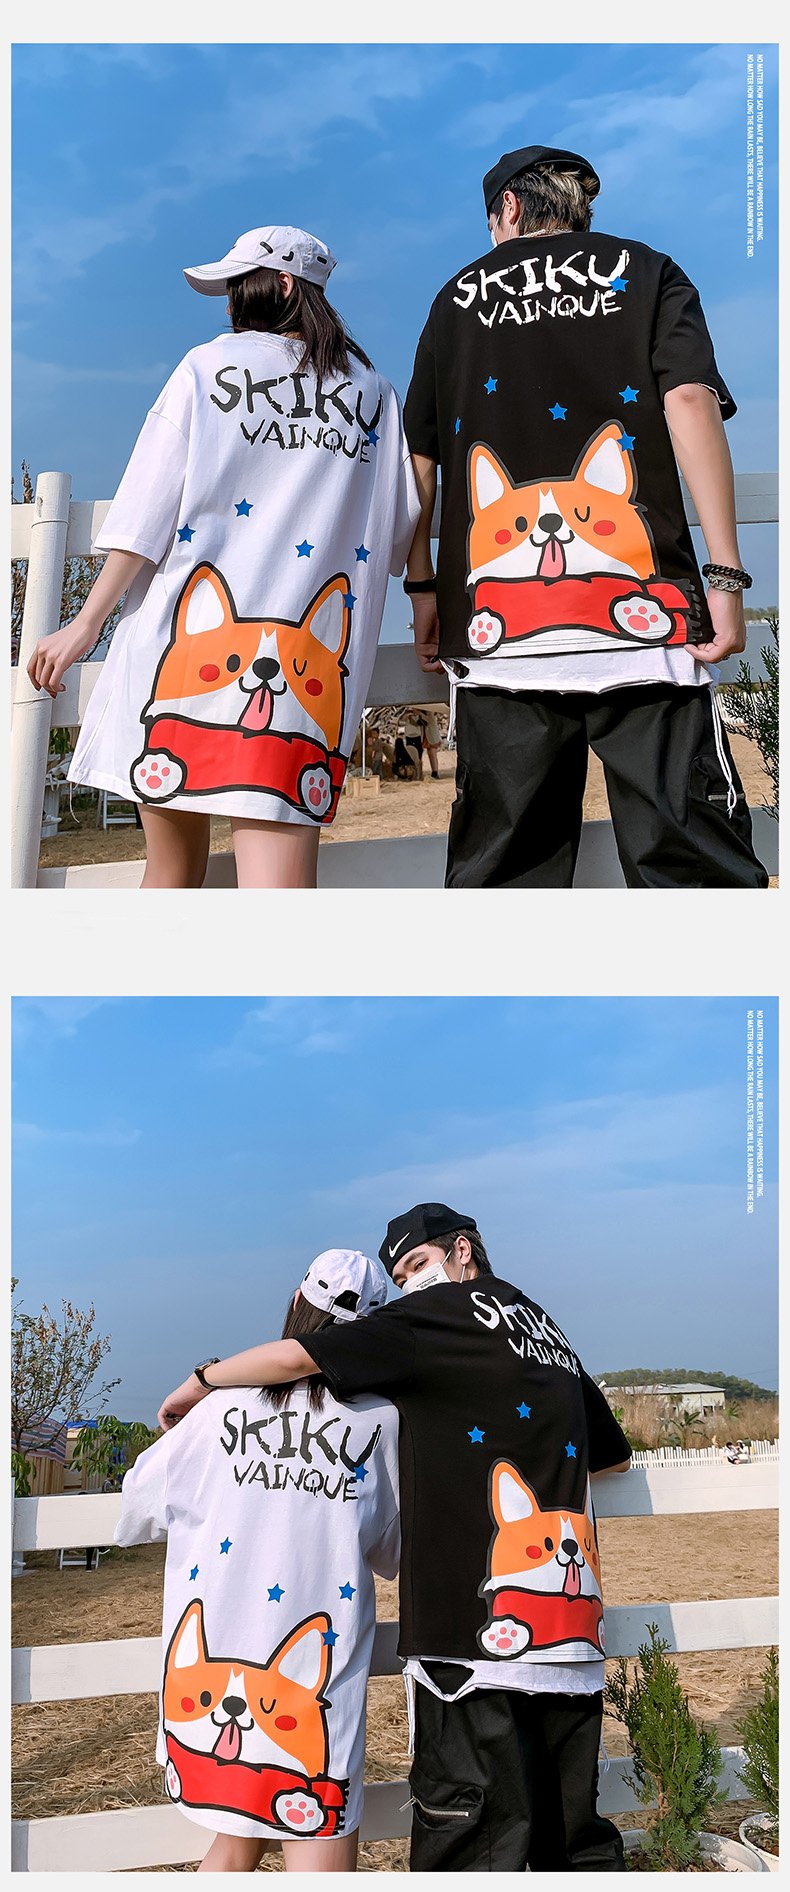 NO MATTER HOW SAD YOU MAY BE, BELIEVE THAT HAPPINESS IS WAITING.
NO MATTER HOW LONG THE RAIN LASTS, THERE WILL BE A RAINBOW IN THE END.
SKIKU
VAINQUE
SKIKU
VAINQUE
NO MATTER HOW SAD YOU MAY BE, BELIEVE THAT HAPPINESS IS WAITING.
NO MATTER HOW LONG THE RAIN LASTS, THERE WILL BE A RAINBOW IN THE END.
SKIKU
VAINQUE
SKIKU
VAINQUE